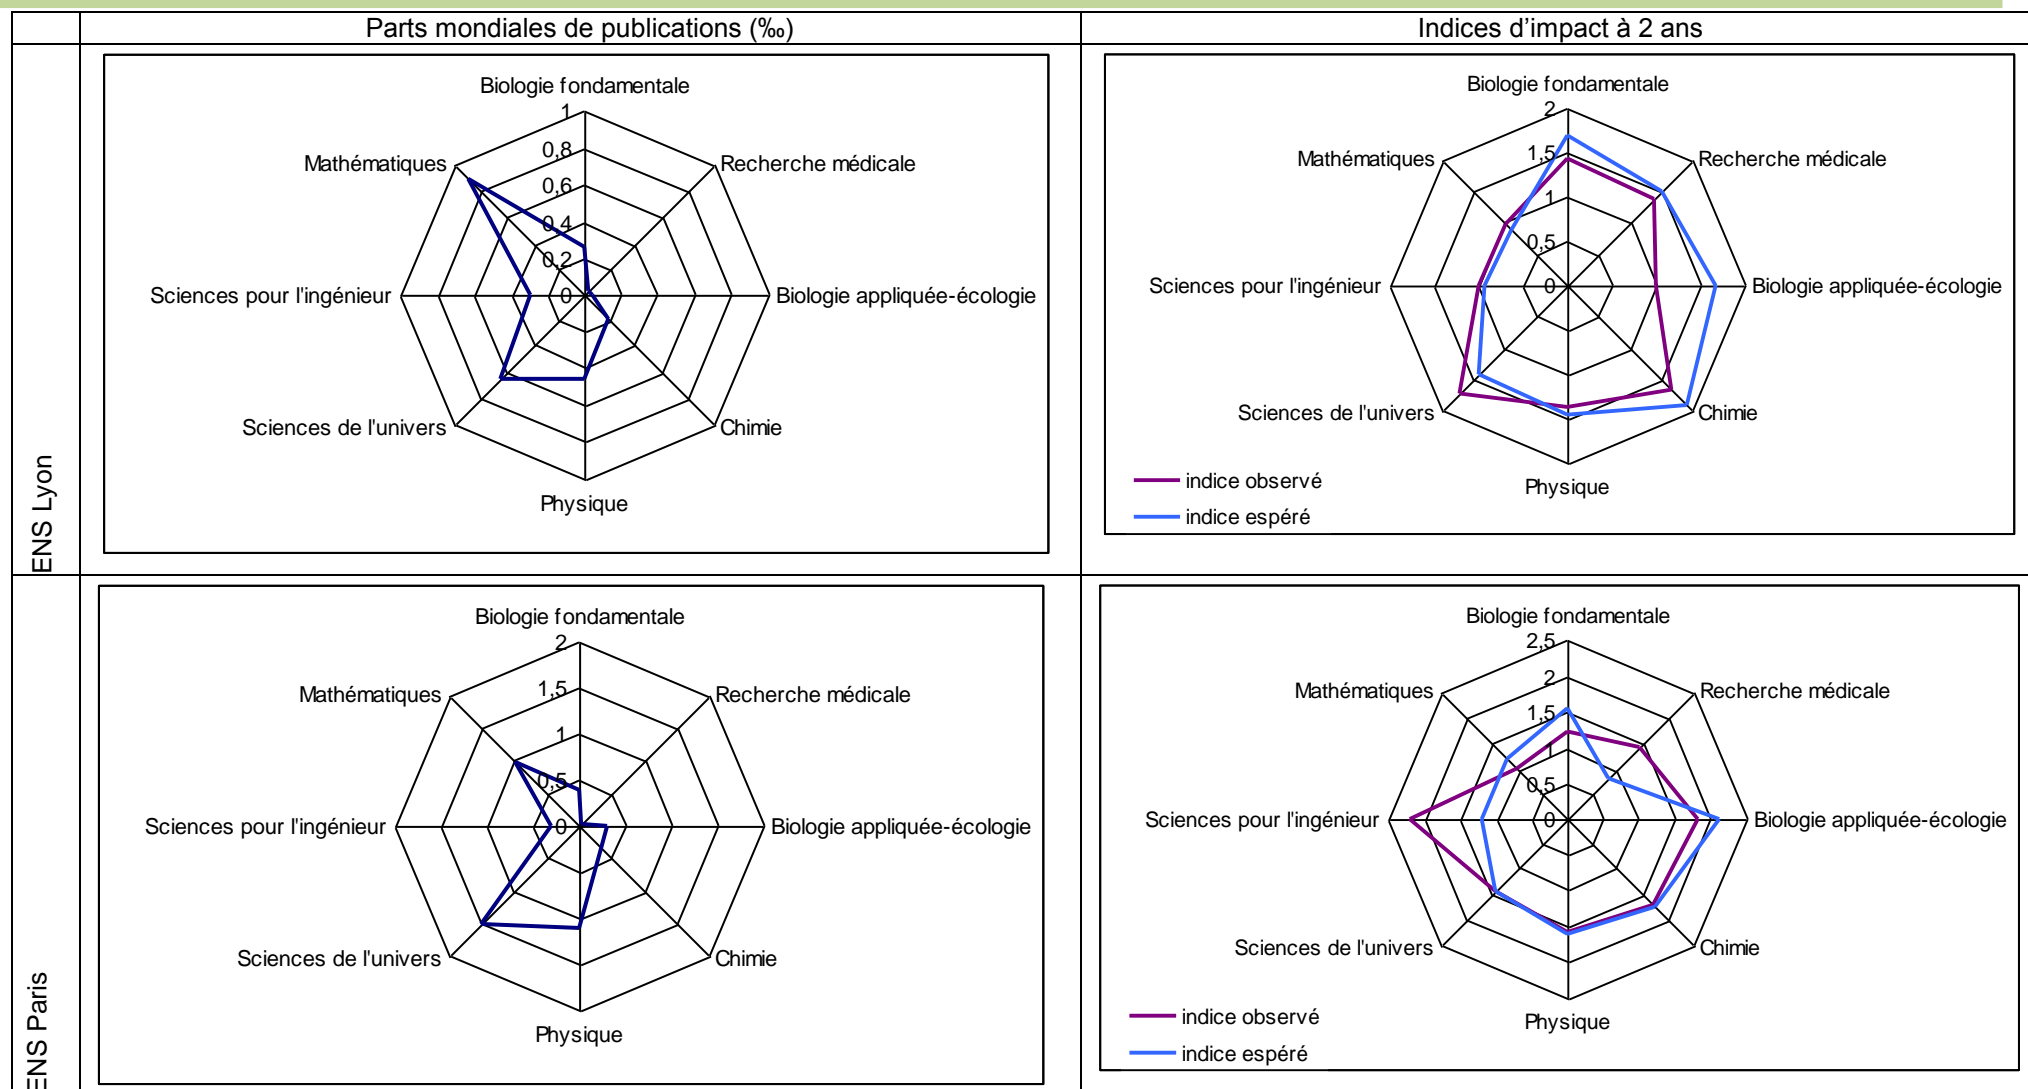 Parts mondiales de publications (‰)
Indices d'impact à 2 ans
ENS Lyon
Biologie fondamentale
1
Mathématiques
0,8
Recherche médicale
0,6
0,4
0,2
Sciences pour l'ingénieur
0
Biologie appliquée-écologie
Sciences de l'univers
Chimie
Physique
Biologie fondamentale
2
Mathématiques
1,5
Recherche médicale
1
0,5
Sciences pour l'ingénieur
0
Biologie appliquée-écologie
Sciences de l'univers
Chimie
indice observé
Physique
indice espéré
ENS Paris
Biologie fondamentale
2
Mathématiques
1,5
Recherche médicale
1
0,5
Sciences pour l'ingénieur
0
Biologie appliquée-écologie
Sciences de l'univers
Chimie
Physique
Biologie fondamentale
2,5
Mathématiques
2
Recherche médicale
1,5
1
0,5
Sciences pour l'ingénieur
0
Biologie appliquée-écologie
Sciences de l'univers
Chimie
indice observé
Physique
indice espéré